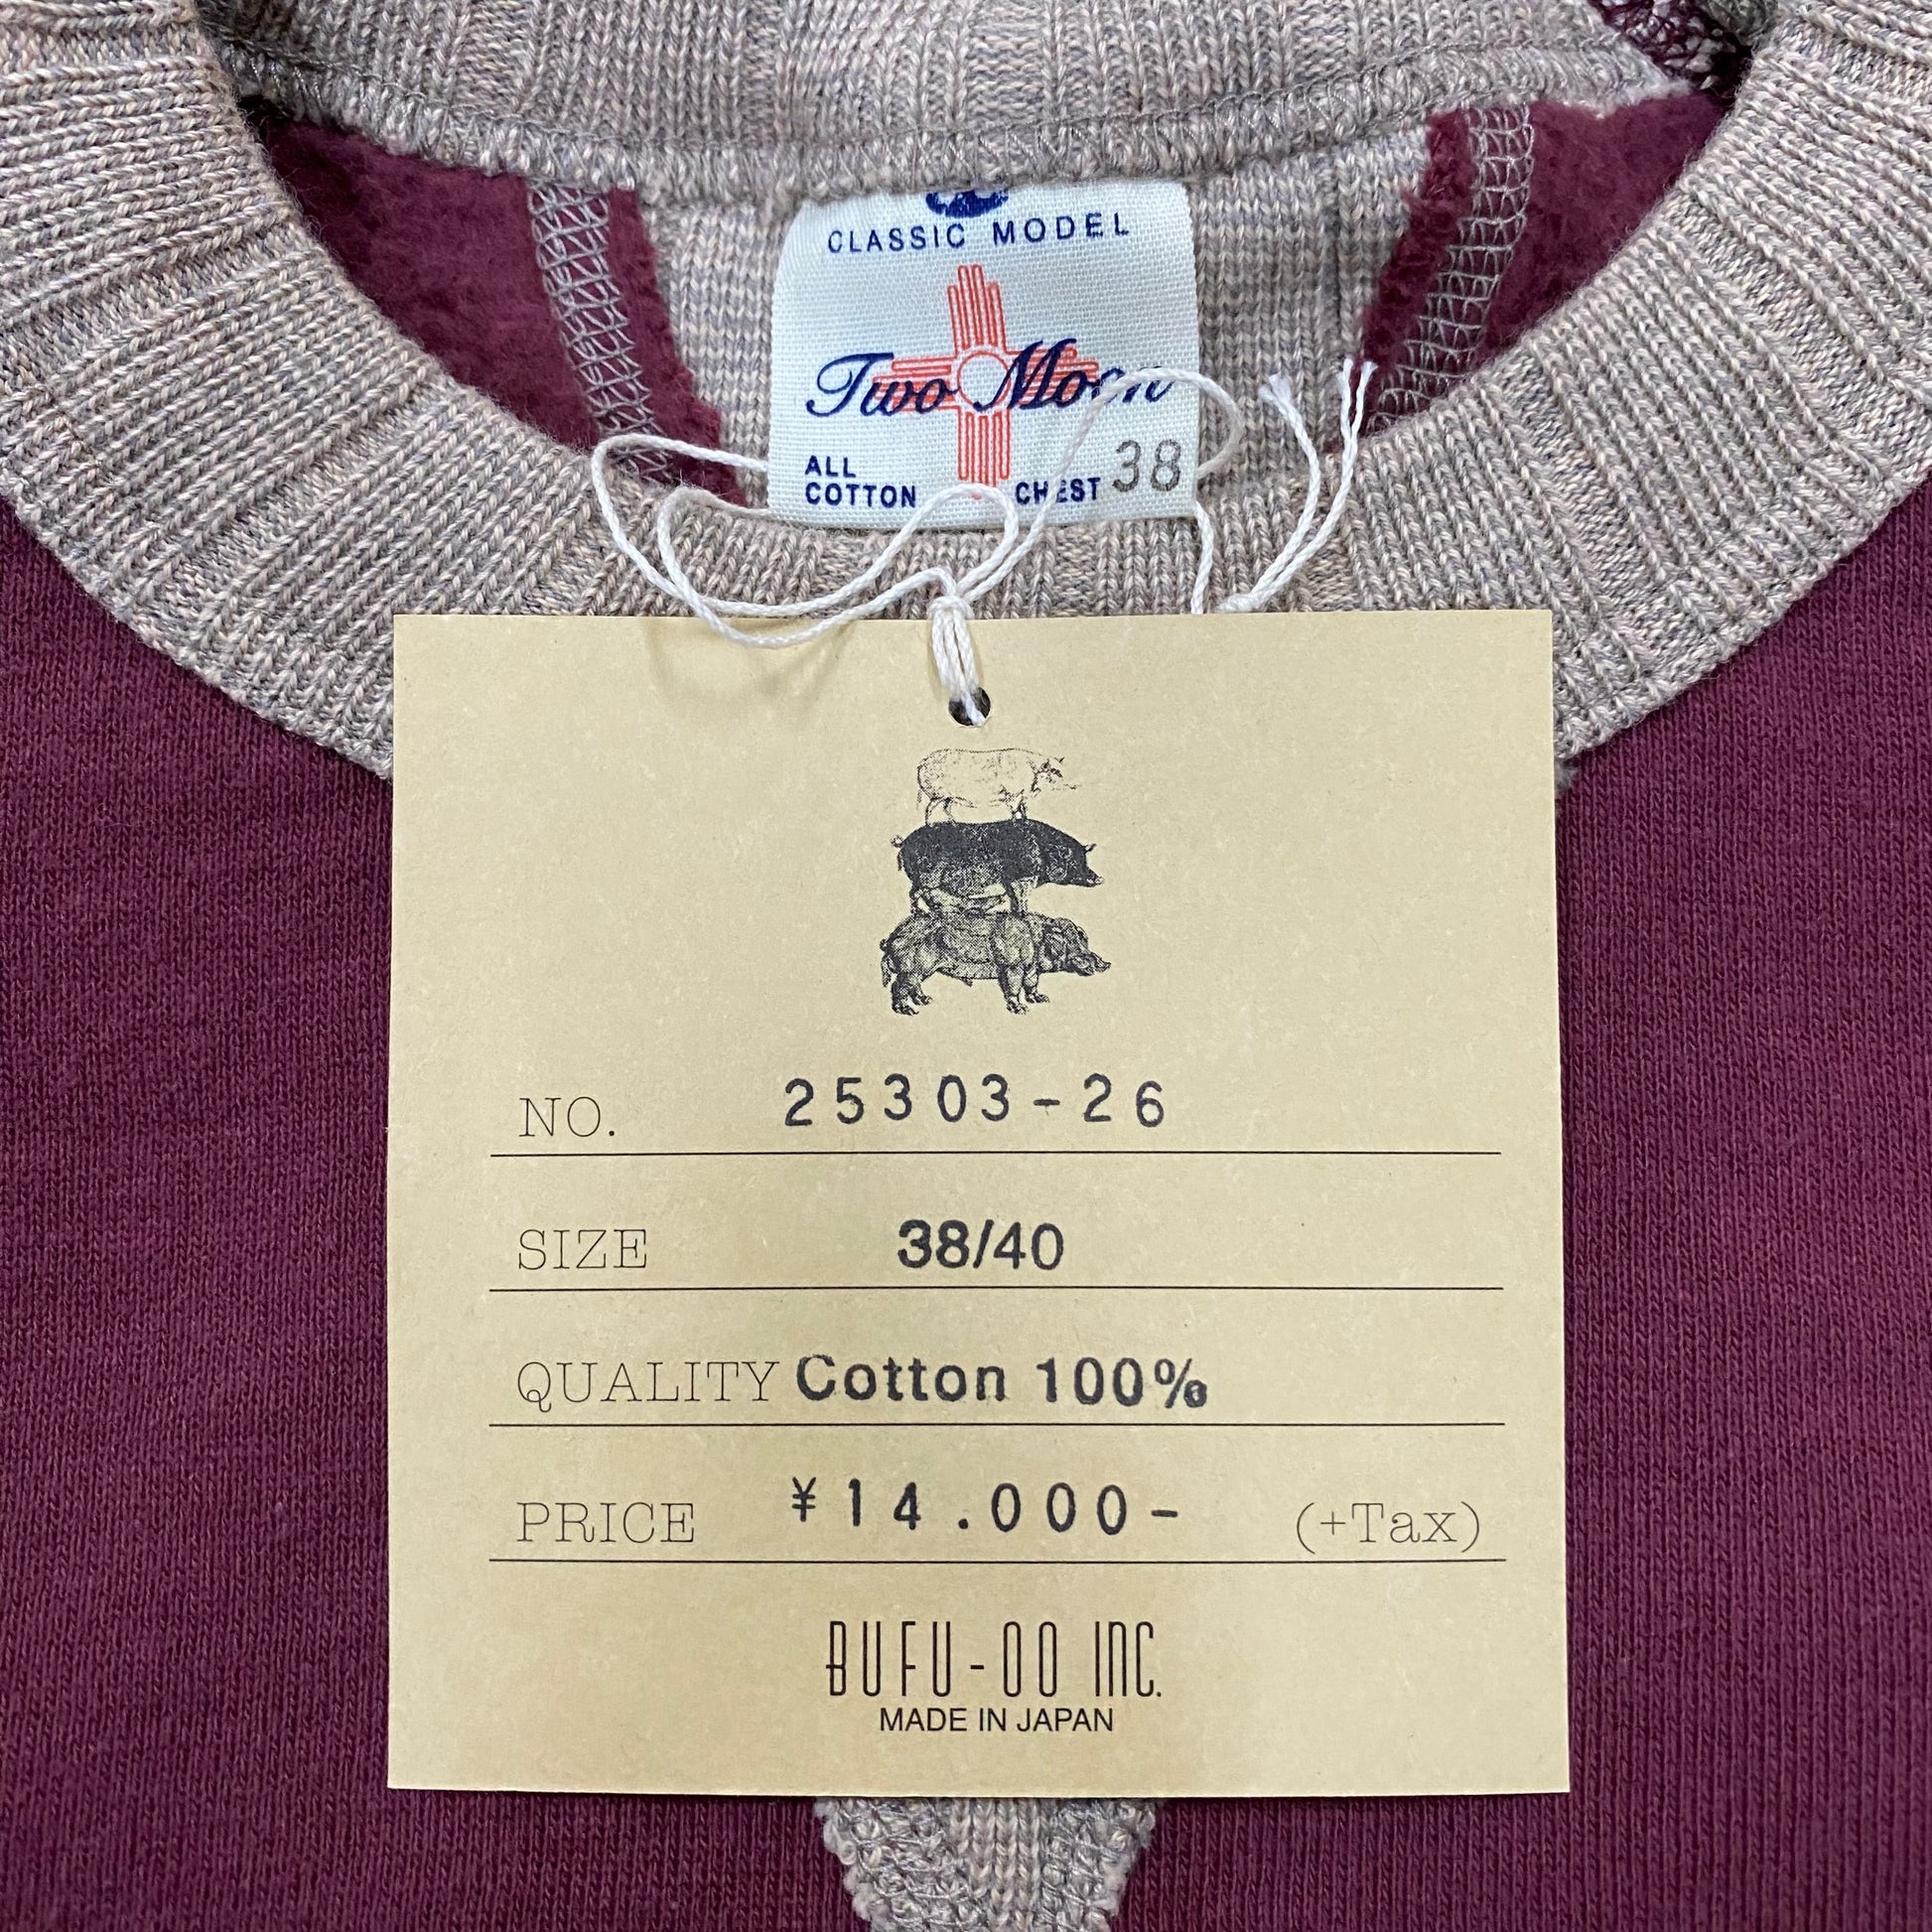 CLASSIC MODEL
Two Moon
ALL
COTTON
CHEST 38
NO. 25303-26
SIZE 38/40
QUALITY Cotton 100%
PRICE ¥14.000- (+Tax)
BUFU-OO INC.
MADE IN JAPAN